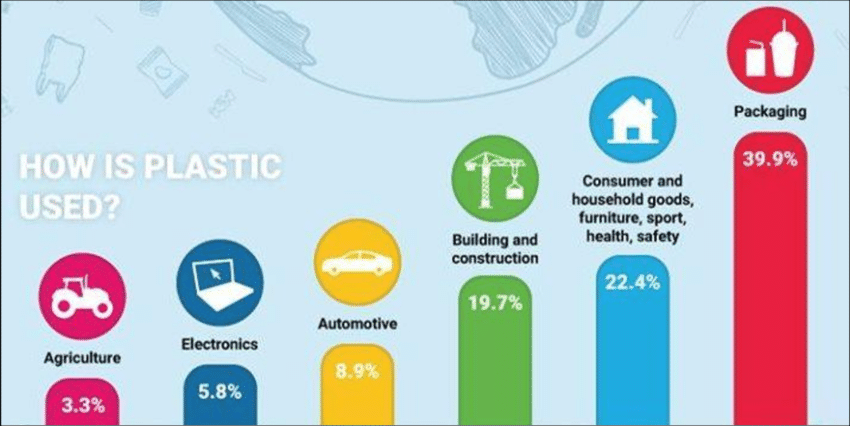 HOW IS PLASTIC
USED?
Agriculture
3.3%
Electronics
5.8%
Automotive
8.9%
Building and
construction
19.7%
Consumer and
household goods,
furniture, sport,
health, safety
22.4%
Packaging
39.9%